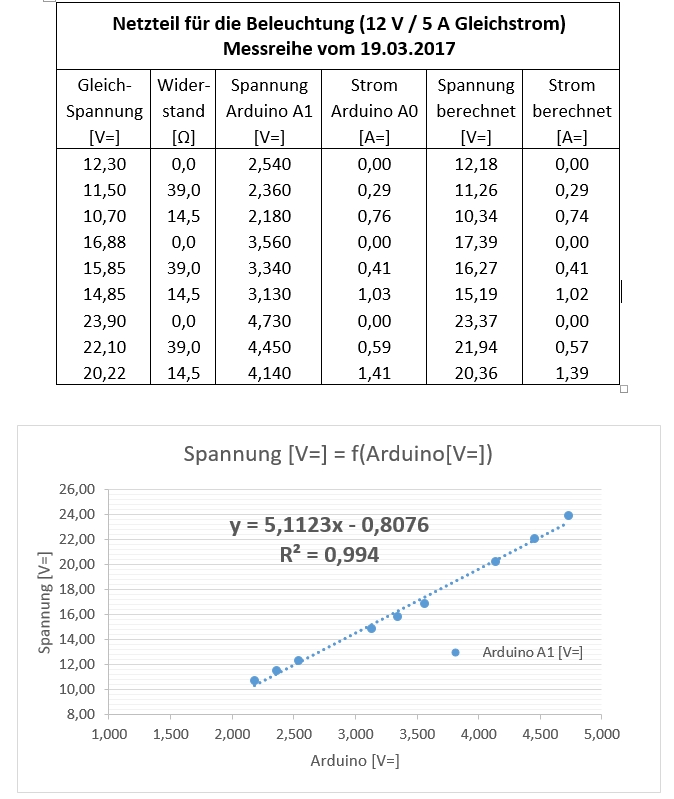 Netzteil für die Beleuchtung (12 V / 5 A Gleichstrom)
Messreihe vom 19.03.2017
Gleich- Wider- Spannung Strom Spannung Strom
Spannung stand Arduino A1 Arduino A0 berechnet berechnet
[V=] [Ω] [V=] [A=] [V=] [A=]
12,30 0,0 2,540 0,00 12,18 0,00
11,50 39,0 2,360 0,29 11,26 0,29
10,70 14,5 2,180 0,76 10,34 0,74
16,88 0,0 3,560 0,00 17,39 0,00
15,85 39,0 3,340 0,41 16,27 0,41
14,85 14,5 3,130 1,03 15,19 1,02
23,90 0,0 4,730 0,00 23,37 0,00
22,10 39,0 4,450 0,59 21,94 0,57
20,22 14,5 4,140 1,41 20,36 1,39
Spannung [V=] = f(Arduino[V=])
y = 5,1123x - 0,8076
R² = 0,994
Spannung [V=]
26,00
24,00
22,00
20,00
18,00
16,00
14,00
12,00
10,00
8,00
Arduino A1 [V=]
1,000 1,500 2,000 2,500 3,000 3,500 4,000 4,500 5,000
Arduino [V=]